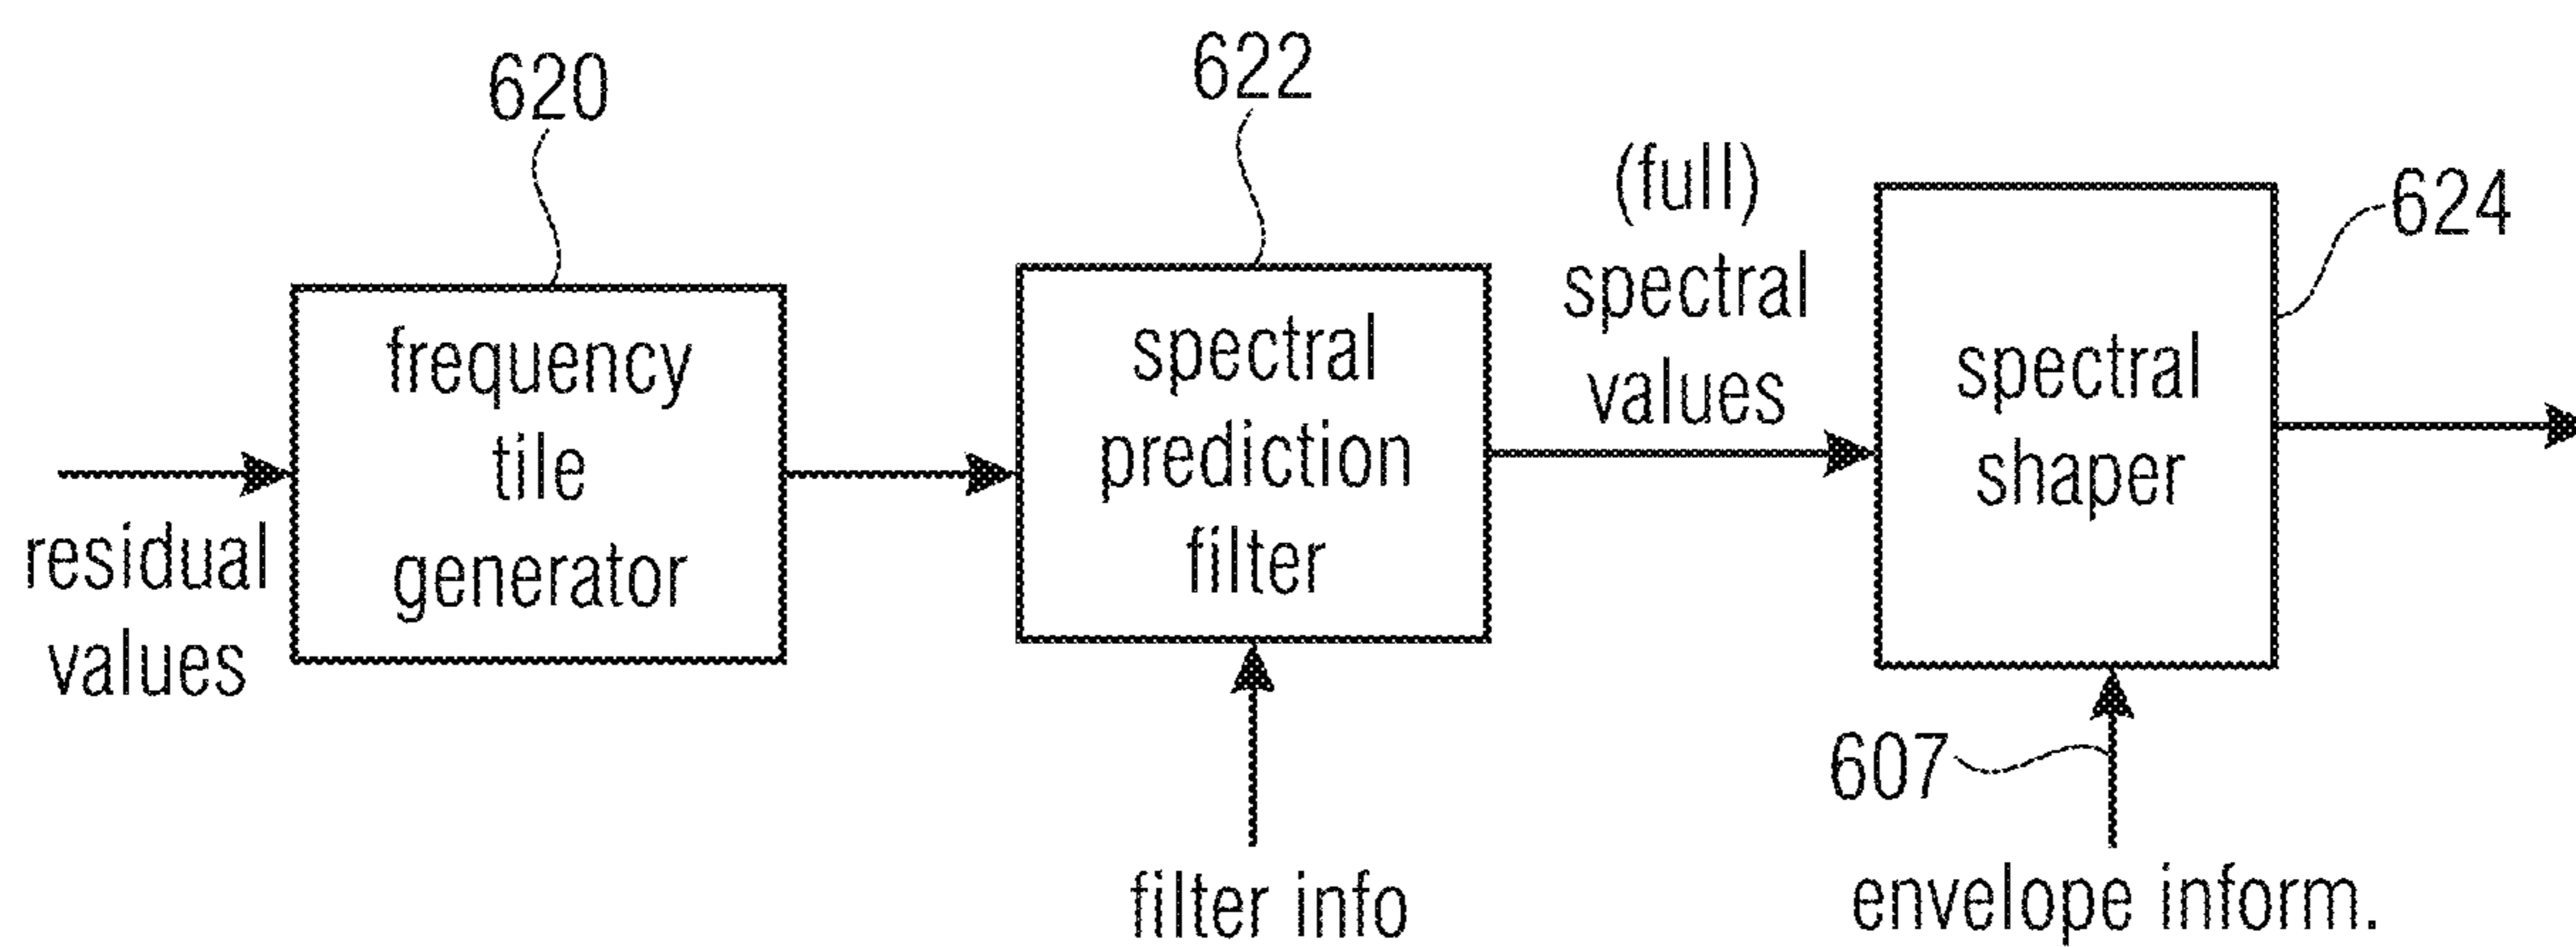 620
622
624
residual
values
frequency
tile
generator
spectral
prediction
filter
(full)
spectral
values
spectral
shaper
607
filter info
envelope inform.